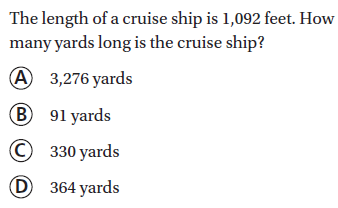 The length of a cruise ship is 1,092 feet. How
many yards long is the cruise ship?
A 3,276 yards
B 91 yards
C 330 yards
D 364 yards